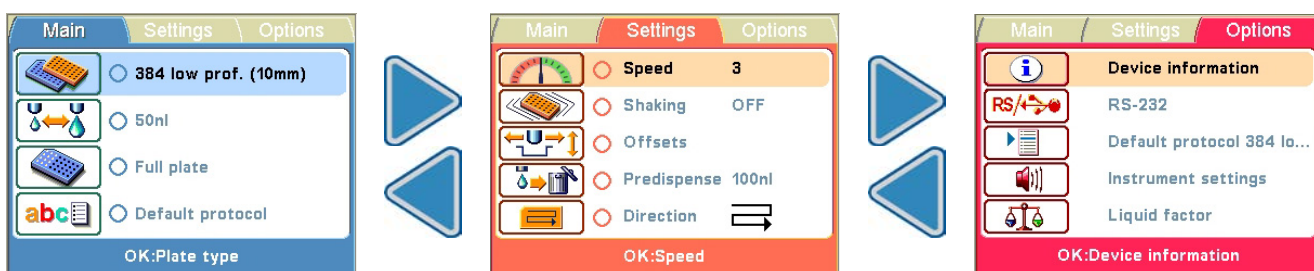 Main Settings Options
384 low prof. (10mm)
50nl
Full plate
abc Default protocol
OK:Plate type
Main Settings Options
Speed 3
Shaking OFF
Offsets
Predispense 100nl
Direction
OK:Speed
Main Settings Options
i Device information
RS/ RS-232
Default protocol 384 lo...
Instrument settings
Liquid factor
OK:Device information